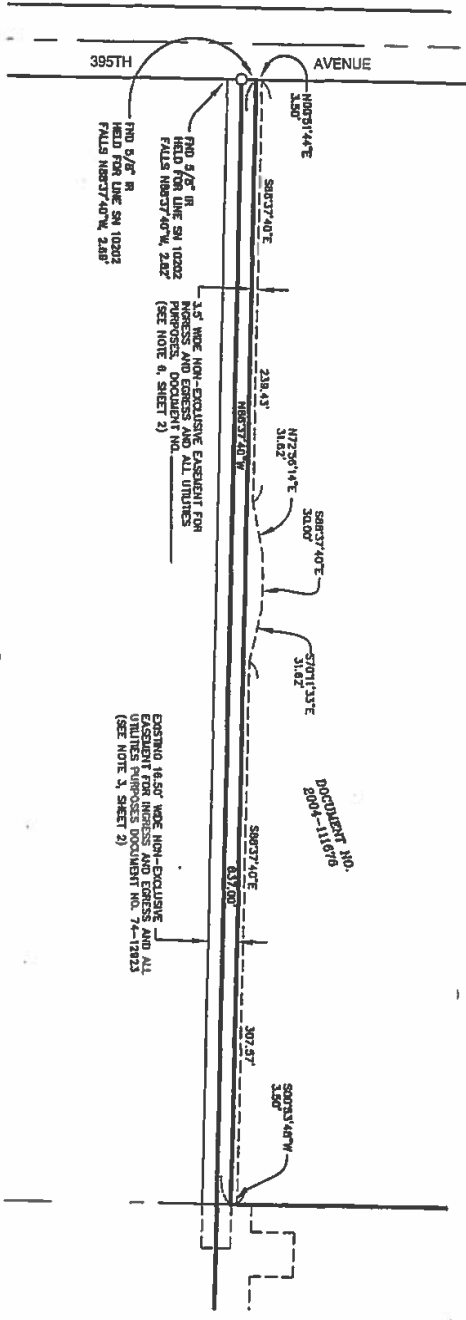 395TH
AVENUE
N00°51'44"E
3.50'
S88°37'40"E
239.43'
N72°56'14"E
31.62'
S88°37'40"E
30.00'
S70°11'33"E
31.62'
S88°37'40"E
307.57'
S00°53'48"W
3.50'
N88°37'40"W
637.00'
DOCUMENT NO.
2004-111676
FND 5/8" IR
HELD FOR LINE SN 10202
FALLS N88°37'40"W, 2.82'
FND 5/8" IR
HELD FOR LINE SN 10202
FALLS N88°37'40"W,
3.5' WIDE NON-EXCLUSIVE EASEMENT FOR
INGRESS AND EGRESS AND ALL UTILITIES
PURPOSES, DOCUMENT NO.
(SEE NOTE 6, SHEET 2)
EXISTING 16.50' WIDE NON-EXCLUSIVE
EASEMENT FOR INGRESS AND EGRESS AND ALL
UTILITIES PURPOSES DOCUMENT NO. 74-12923
(SEE NOTE 3, SHEET 2)